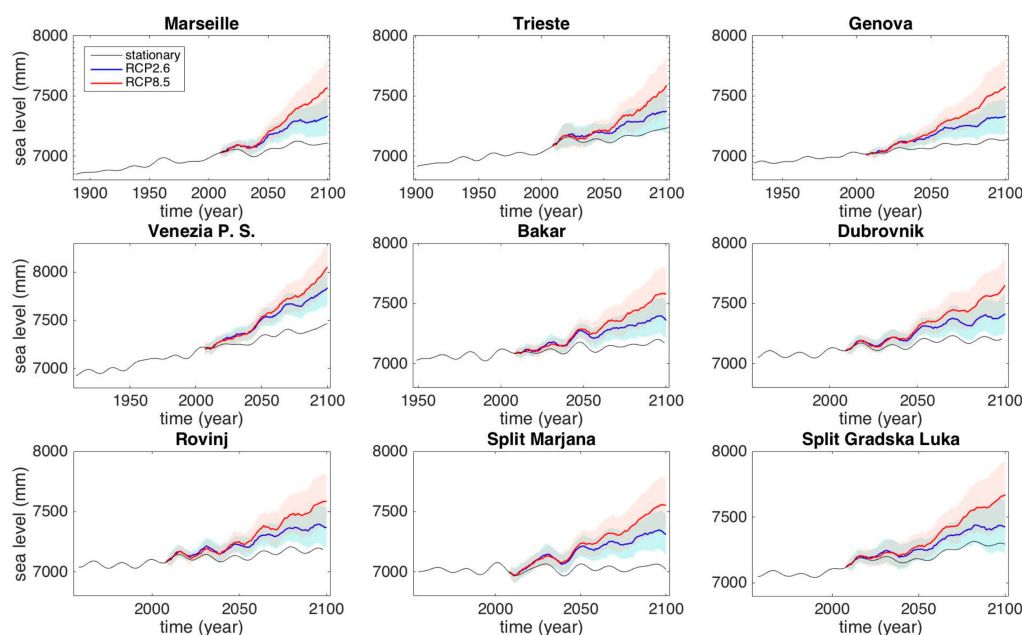 Marseille
8000
7500
7000
sea level (mm)
stationary
RCP2.6
RCP8.5
1900
1950
2000
2050
2100
time (year)
Trieste
8000
7500
7000
1900
1950
2000
2050
2100
time (year)
Genova
8000
7500
7000
1950
2000
2050
2100
time (year)
Venezia P. S.
8000
7500
7000
sea level (mm)
1950
2000
2050
2100
time (year)
Bakar
8000
7500
7000
1950
2000
2050
2100
time (year)
Dubrovnik
8000
7500
7000
2000
2050
2100
time (year)
Rovinj
8000
7500
7000
sea level (mm)
2000
2050
2100
time (year)
Split Marjana
8000
7500
7000
2000
2050
2100
time (year)
Split Gradska Luka
8000
7500
7000
2000
2050
2100
time (year)